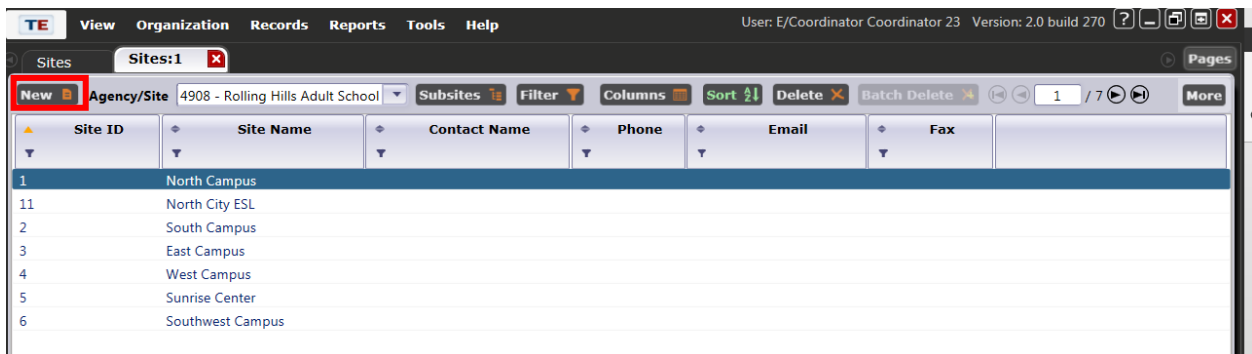 TE View Organization Records Reports Tools Help User: E/Coordinator Coordinator 23 Version: 2.0 build 270 ?
Sites Sites:1 Pages
New Agency/Site 4908 - Rolling Hills Adult School Subsites Filter Columns Sort Delete Batch Delete 1 / 7 More
Site ID Site Name Contact Name Phone Email Fax
1 North Campus
11 North City ESL
2 South Campus
3 East Campus
4 West Campus
5 Sunrise Center
6 Southwest Campus